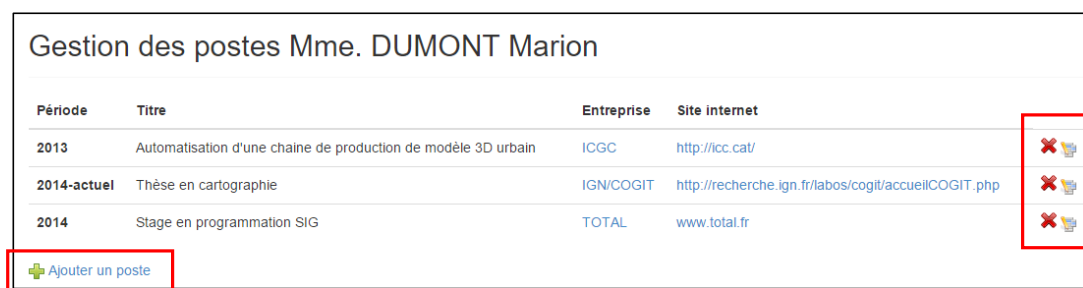 Gestion des postes Mme. DUMONT Marion
Période Titre Entreprise Site internet
2013 Automatisation d'une chaine de production de modèle 3D urbain ICGC http://icc.cat/
2014-actuel Thèse en cartographie IGN/COGIT http://recherche.ign.fr/labos/cogit/accueilCOGIT.php
2014 Stage en programmation SIG TOTAL www.total.fr
Ajouter un poste